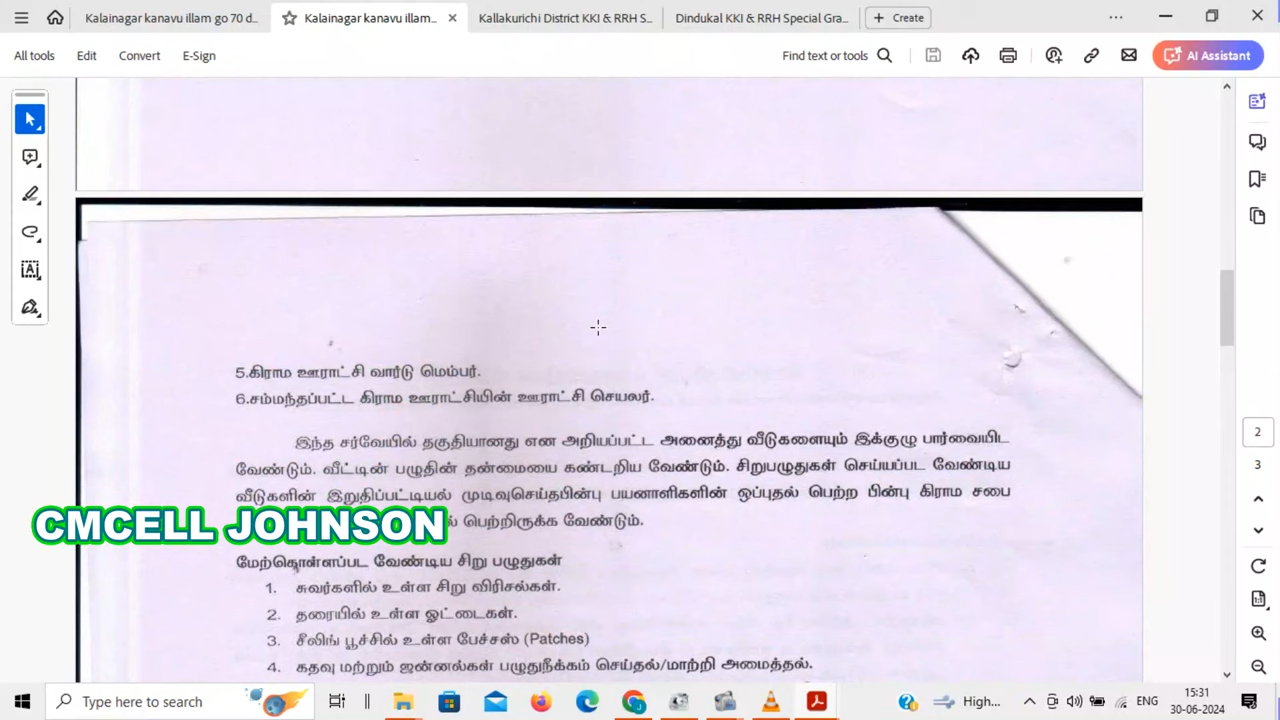 Kalainagar kanavu illam go 70 d...
Kalainagar kanavu illam...
Kallakurichi District KKI & RRH S...
Dindukal KKI & RRH Special Gra...
+ Create
All tools Edit Convert E-Sign
Find text or tools
AI Assistant
5.கிராம ஊராட்சி வார்டு மெம்பர்.
6.சம்மந்தப்பட்ட கிராம ஊராட்சியின் ஊராட்சி செயலர்.
இந்த சர்வேயில் தகுதியானது என அறியப்பட்ட அனைத்து வீடுகளையும் இக்குழு பார்வையிட
வேண்டும். வீட்டின் பழுதின் தன்மையை கண்டறிய வேண்டும். சிறுபழுதுகள் செய்யப்பட வேண்டிய
வீடுகளின் இறுதிப்பட்டியல் முடிவுசெய்தபின்பு பயனாளிகளின் ஒப்புதல் பெற்ற பின்பு கிராம சபை
பெற்றிருக்க வேண்டும்.
CMCELL JOHNSON
மேற்கொள்ளப்பட வேண்டிய சிறு பழுதுகள்
1. சுவர்களில் உள்ள சிறு விரிசல்கள்.
2. தரையில் உள்ள ஓட்டைகள்.
3. சீலிங் பூச்சில் உள்ள பேச்சஸ் (Patches)
4. கதவு மற்றும் ஜன்னல்கள் பழுதுநீக்கம் செய்தல்/மாற்றி அமைத்தல்.
2
3
Type here to search
High...
ENG
15:31
30-06-2024